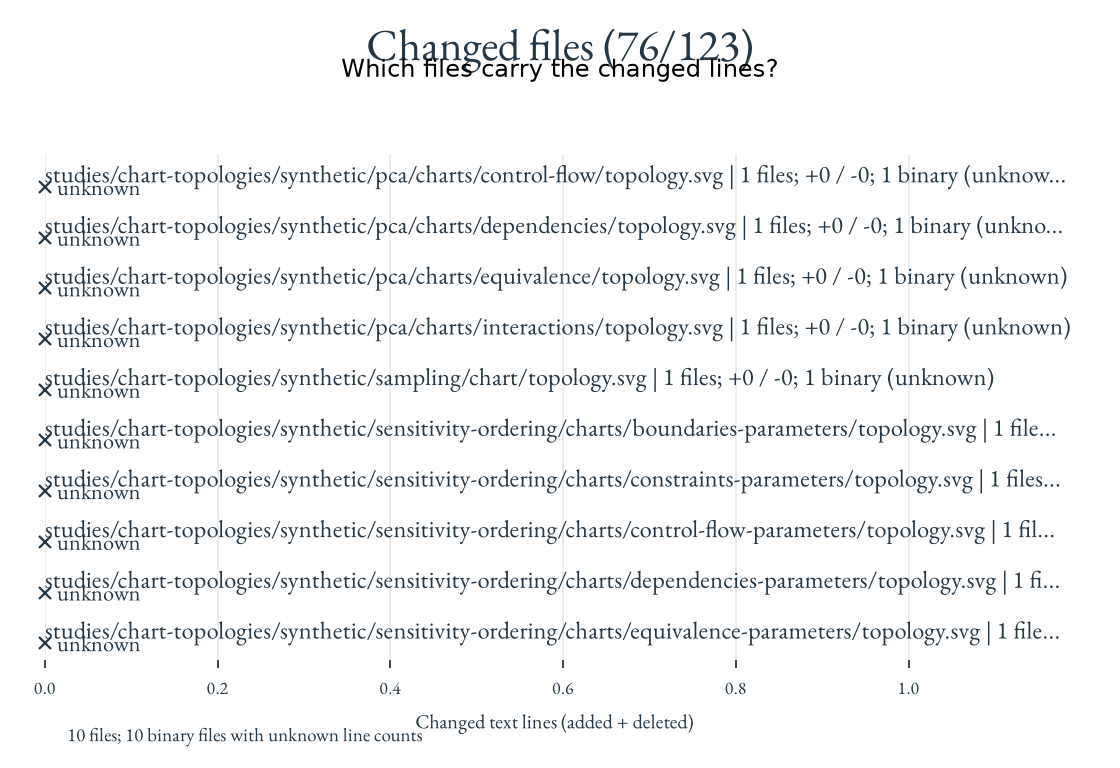 Changed files (76/123)
Which files carry the changed lines?
studies/chart-topologies/synthetic/pca/charts/control-flow/topology.svg | 1 files; +0 / -0; 1 binary (unknow...
unknown
studies/chart-topologies/synthetic/pca/charts/dependencies/topology.svg | 1 files; +0 / -0; 1 binary (unkno...
unknown
studies/chart-topologies/synthetic/pca/charts/equivalence/topology.svg | 1 files; +0 / -0; 1 binary (unknown)
unknown
studies/chart-topologies/synthetic/pca/charts/interactions/topology.svg | 1 files; +0 / -0; 1 binary (unknown)
unknown
studies/chart-topologies/synthetic/sampling/chart/topology.svg | 1 files; +0 / -0; 1 binary (unknown)
unknown
studies/chart-topologies/synthetic/sensitivity-ordering/charts/boundaries-parameters/topology.svg | 1 file...
unknown
studies/chart-topologies/synthetic/sensitivity-ordering/charts/constraints-parameters/topology.svg | 1 files...
unknown
studies/chart-topologies/synthetic/sensitivity-ordering/charts/control-flow-parameters/topology.svg | 1 fil...
unknown
studies/chart-topologies/synthetic/sensitivity-ordering/charts/dependencies-parameters/topology.svg | 1 fi...
unknown
studies/chart-topologies/synthetic/sensitivity-ordering/charts/equivalence-parameters/topology.svg | 1 file...
unknown
0.0 0.2 0.4 0.6 0.8 1.0
Changed text lines (added + deleted)
10 files; 10 binary files with unknown line counts